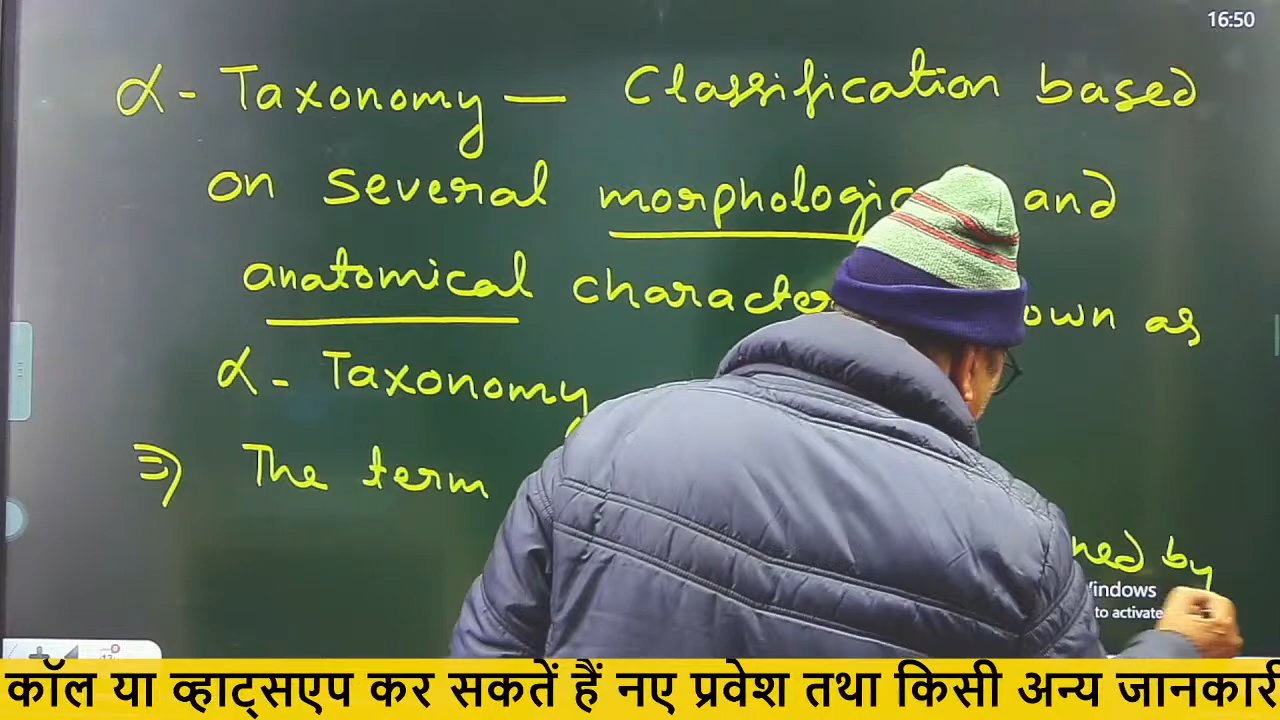 16:50
α- Taxonomy — Classification based
on several morphologic and
anatomical character own as
α- Taxonomy
⇒ The term
ned by
Windows
to activate
कॉल या व्हाट्सएप कर सकतें हैं नए प्रवेश तथा किसी अन्य जानकारी